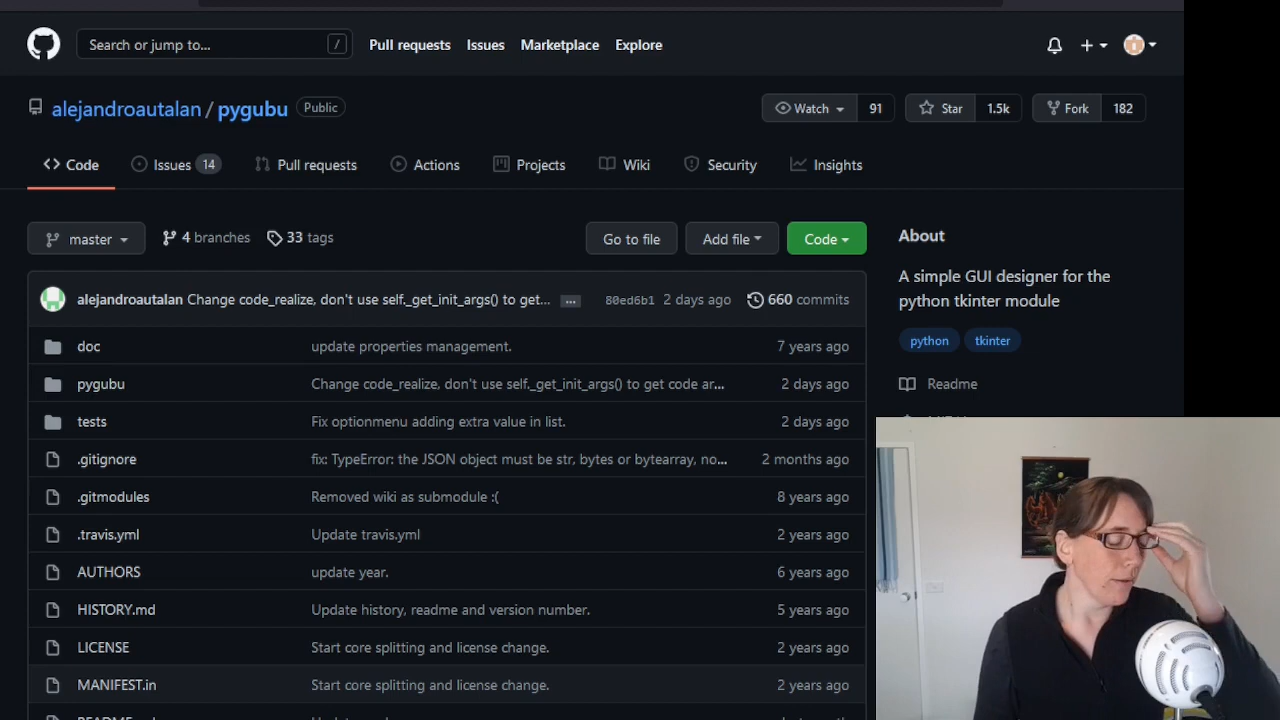 Search or jump to... /
Pull requests Issues Marketplace Explore
alejandroautalan / pygubu Public
Watch 91 Star 1.5k Fork 182
Code Issues 14 Pull requests Actions Projects Wiki Security Insights
master 4 branches 33 tags Go to file Add file Code
alejandroautalan Change code_realize, don't use self._get_init_args() to get... ... 80ed6b1 2 days ago 660 commits
doc update properties management. 7 years ago
pygubu Change code_realize, don't use self._get_init_args() to get code ar... 2 days ago
tests Fix optionmenu adding extra value in list. 2 days ago
.gitignore fix: TypeError: the JSON object must be str, bytes or bytearray, no... 2 months ago
.gitmodules Removed wiki as submodule :( 8 years ago
.travis.yml Update travis.yml 2 years ago
AUTHORS update year. 6 years ago
HISTORY.md Update history, readme and version number. 5 years ago
LICENSE Start core splitting and license change. 2 years ago
MANIFEST.in Start core splitting and license change. 2 years ago
About
A simple GUI designer for the
python tkinter module
python tkinter
Readme